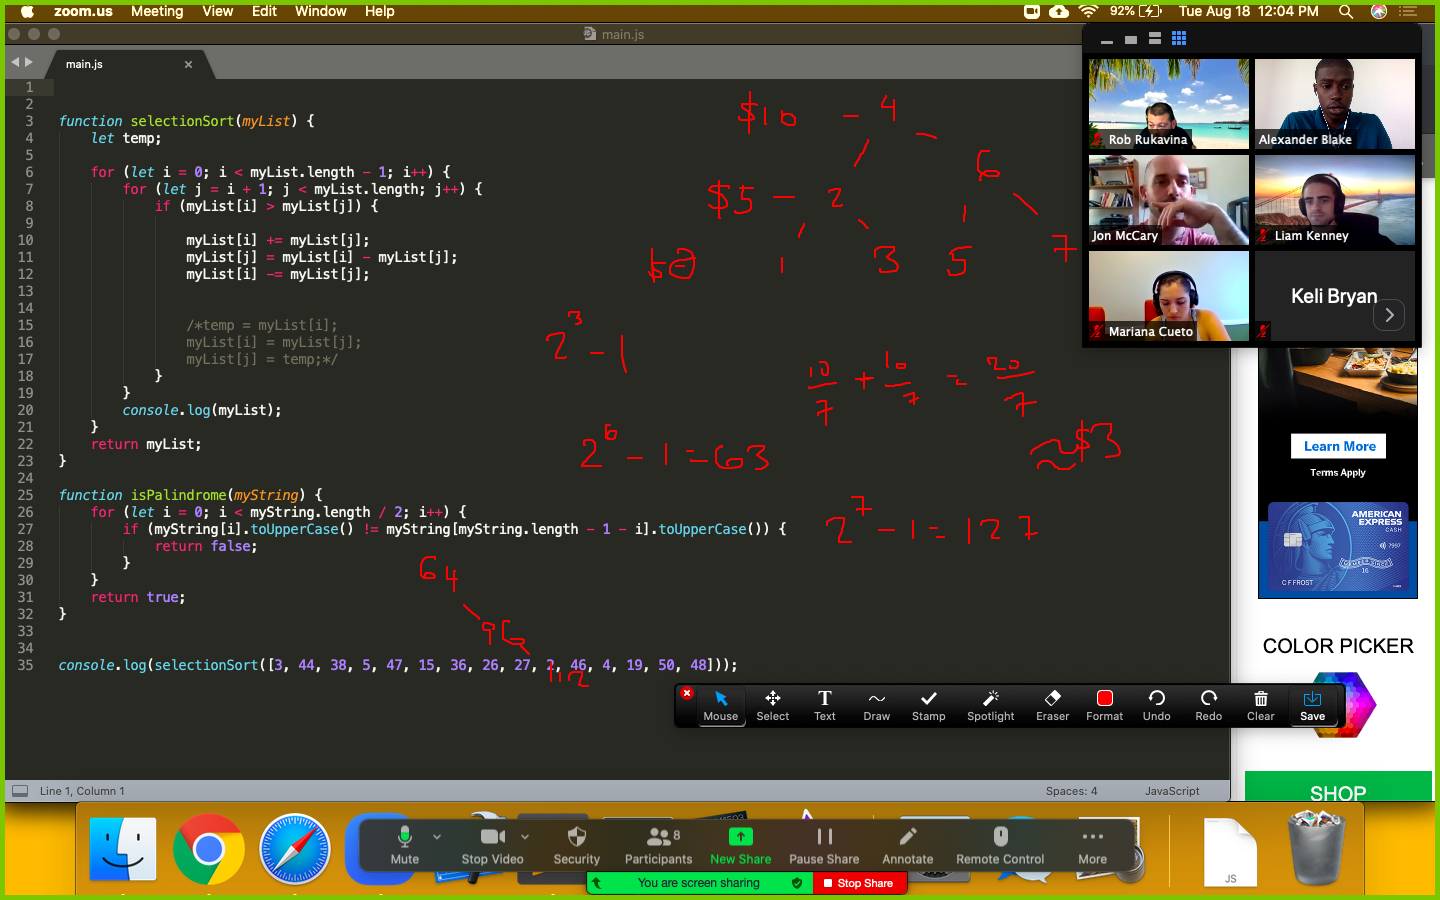 zoom.us Meeting View Edit Window Help 92% Tue Aug 18 12:04 PM
main.js
main.js ×
1
2
3 function selectionSort(myList) {
4 let temp;
5
6 for (let i = 0; i < myList.length - 1; i++) {
7 for (let j = i + 1; j < myList.length; j++) {
8 if (myList[i] > myList[j]) {
9
10 myList[i] += myList[j];
11 myList[j] = myList[i] - myList[j];
12 myList[i] -= myList[j];
13
14
15 /*temp = myList[i];
16 myList[i] = myList[j];
17 myList[j] = temp;*/
18 }
19 }
20 console.log(myList);
21 }
22 return myList;
23 }
24
25 function isPalindrome(myString) {
26 for (let i = 0; i < myString.length / 2; i++) {
27 if (myString[i].toUpperCase() != myString[myString.length - 1 - i].toUpperCase()) {
28 return false;
29 }
30 }
31 return true;
32 }
33
34
35 console.log(selectionSort([3, 44, 38, 5, 47, 15, 36, 26, 27, 2, 46, 4, 19, 50, 48]));
$10 - 4
6
$5 - 2
1 3 5 7
2³ - 1
10/7 + 10/7 = 20/7
≈$3
2⁶ - 1 = 63
2⁷ - 1 = 127
64
96
112
Rob Rukavina
Alexander Blake
Jon McCary
Liam Kenney
Mariana Cueto
Keli Bryan
Learn More
Terms Apply
AMERICAN
EXPRESS
CASH
7997
16
C F FROST
COLOR PICKER
SHOP
Mouse Select Text Draw Stamp Spotlight Eraser Format Undo Redo Clear Save
Line 1, Column 1
Spaces: 4 JavaScript
8
Mute Stop Video Security Participants New Share Pause Share Annotate Remote Control More
You are screen sharing Stop Share
JS